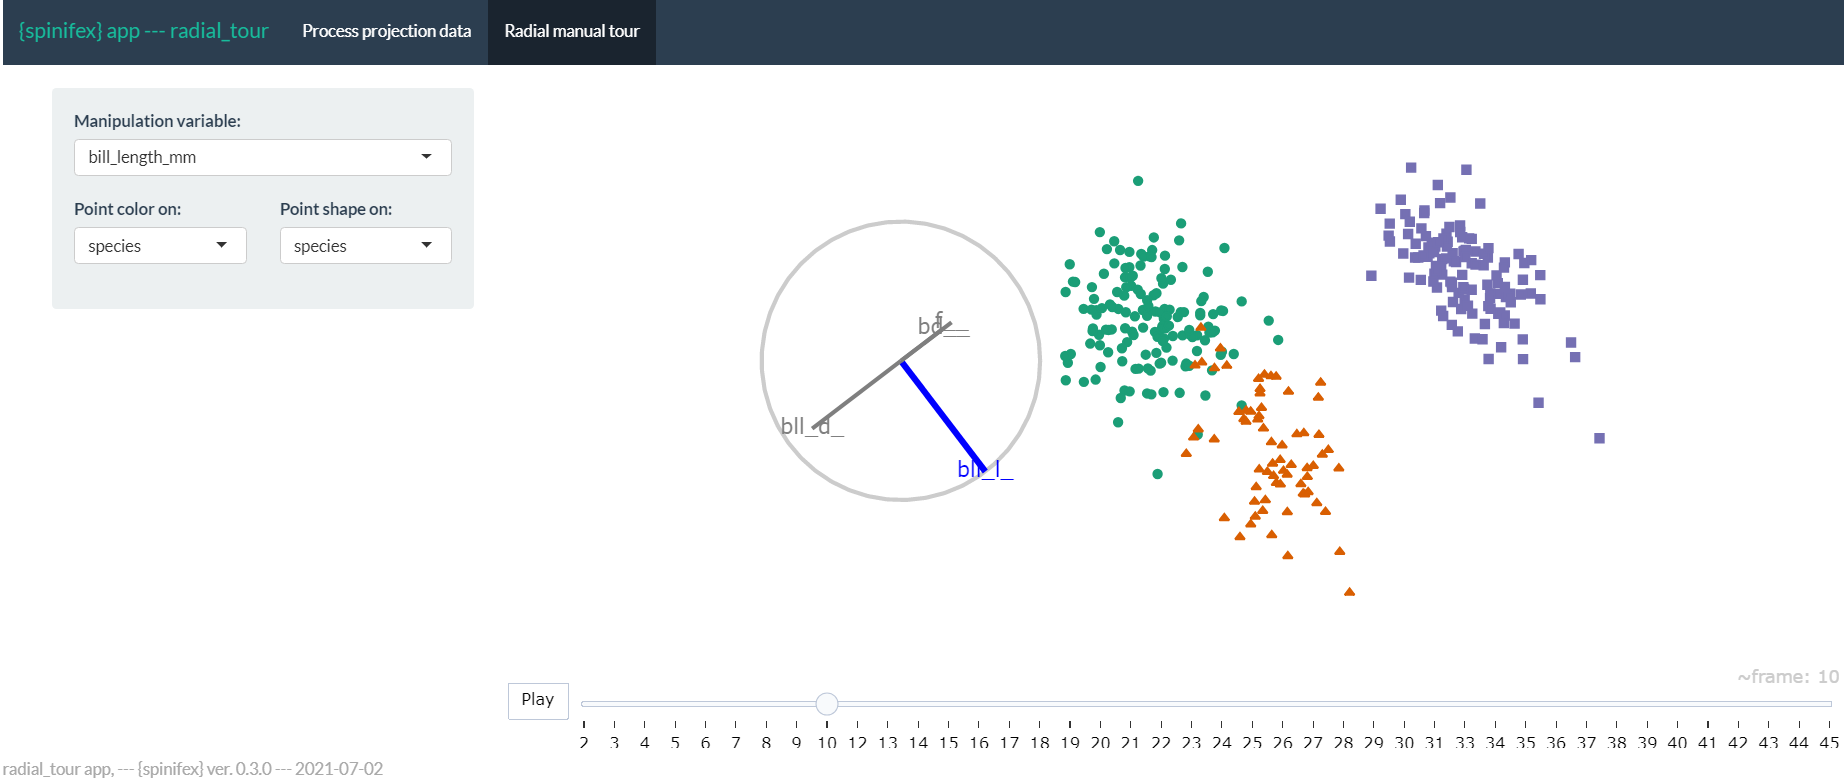 {spinifex} app --- radial_tour Process projection data Radial manual tour
Manipulation variable:
bill_length_mm
Point color on: Point shape on:
species species
bll_d_
bll_l_
~frame: 10
Play
2 3 4 5 6 7 8 9 10 12 13 14 15 16 17 18 19 20 21 22 23 24 25 26 27 28 29 30 31 32 33 34 35 36 37 38 39 40 41 42 43 44 45
radial_tour app, --- {spinifex} ver. 0.3.0 --- 2021-07-02